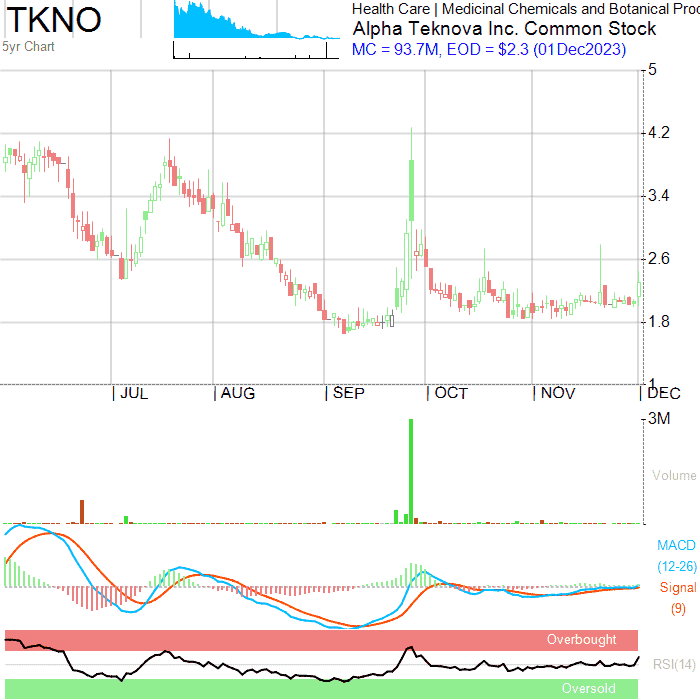 TKNO
5yr Chart
Health Care | Medicinal Chemicals and Botanical Proc
Alpha Teknova Inc. Common Stock
MC = 93.7M, EOD = $2.3 (01Dec2023)
5
4.2
3.4
2.6
1.8
1
| JUL | AUG | SEP | OCT | NOV | DEC
3M
Volume
MACD
(12-26)
Signal
(9)
Overbought
RSI(14)
Oversold